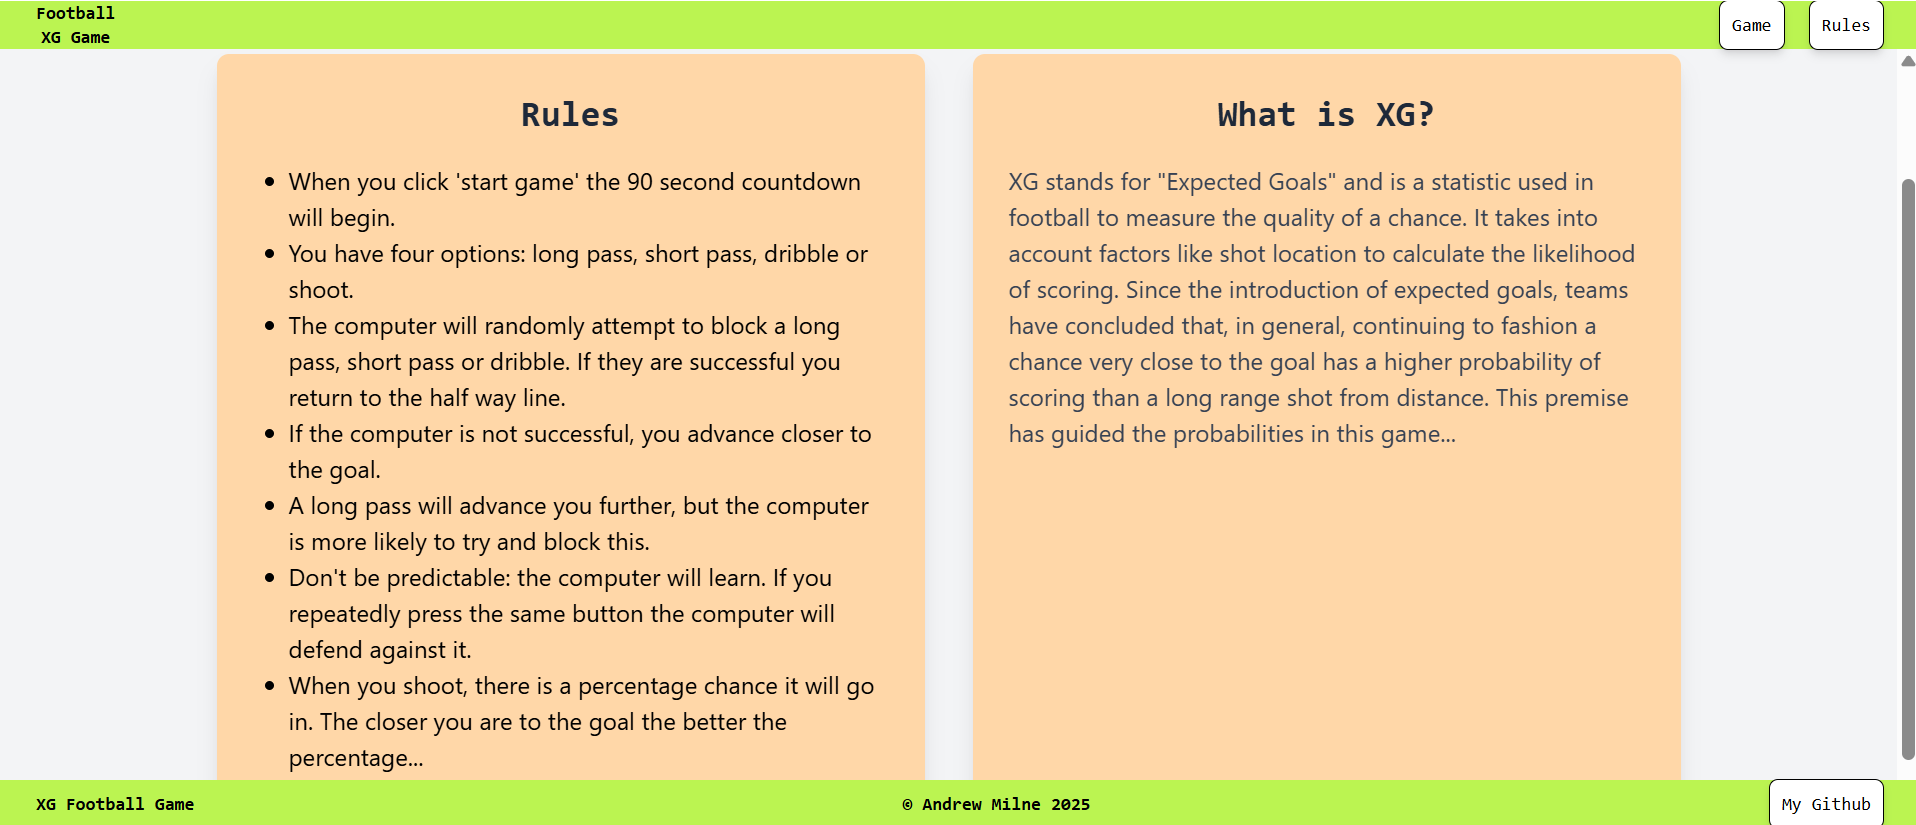 Football
XG Game
Game
Rules
Rules
• When you click 'start game' the 90 second countdown
will begin.
• You have four options: long pass, short pass, dribble or
shoot.
• The computer will randomly attempt to block a long
pass, short pass or dribble. If they are successful you
return to the half way line.
• If the computer is not successful, you advance closer to
the goal.
• A long pass will advance you further, but the computer
is more likely to try and block this.
• Don't be predictable: the computer will learn. If you
repeatedly press the same button the computer will
defend against it.
• When you shoot, there is a percentage chance it will go
in. The closer you are to the goal the better the
percentage...
What is XG?
XG stands for "Expected Goals" and is a statistic used in
football to measure the quality of a chance. It takes into
account factors like shot location to calculate the likelihood
of scoring. Since the introduction of expected goals, teams
have concluded that, in general, continuing to fashion a
chance very close to the goal has a higher probability of
scoring than a long range shot from distance. This premise
has guided the probabilities in this game...
XG Football Game
© Andrew Milne 2025
My Github